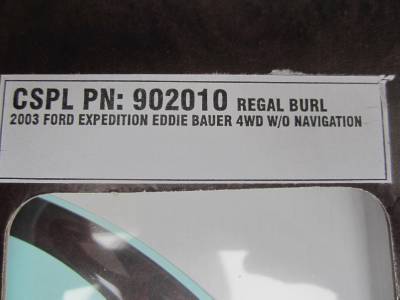 CSPL PN: 902010 REGAL BURL
2003 FORD EXPEDITION EDDIE BAUER 4WD W/O NAVIGATION